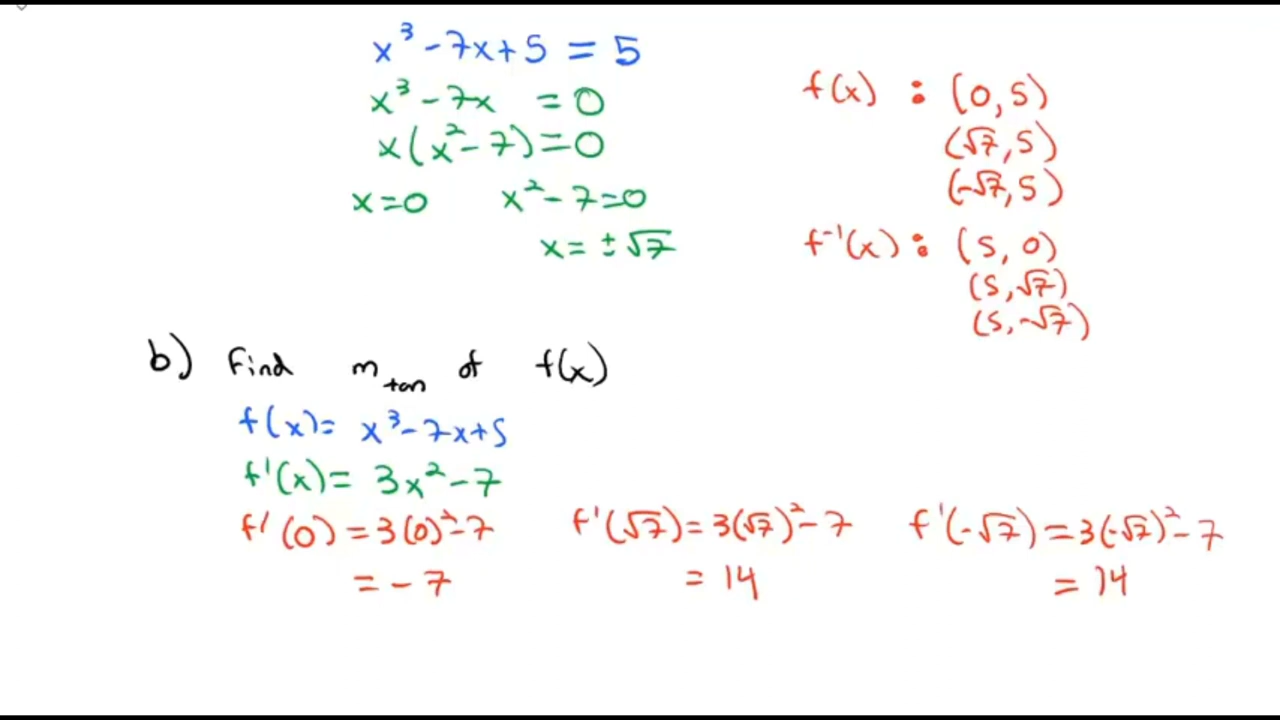 x³ - 7x + 5 = 5
x³ - 7x = 0
x(x² - 7) = 0
x = 0 x² - 7 = 0
x = ± √7
f(x) : (0, 5)
(√7, 5)
(-√7, 5)
f⁻¹(x) : (5, 0)
(5, √7)
(5, -√7)
b) Find m_tan of f(x)
f(x) = x³ - 7x + 5
f'(x) = 3x² - 7
f'(0) = 3(0)² - 7
= -7
f'(√7) = 3(√7)² - 7
= 14
f'(-√7) = 3(-√7)² - 7
= 14